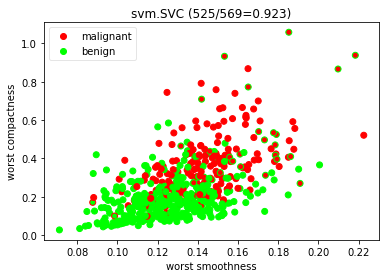 svm.SVC (525/569=0.923)
malignant
benign
worst compactness
1.0
0.8
0.6
0.4
0.2
0.0
0.08 0.10 0.12 0.14 0.16 0.18 0.20 0.22
worst smoothness